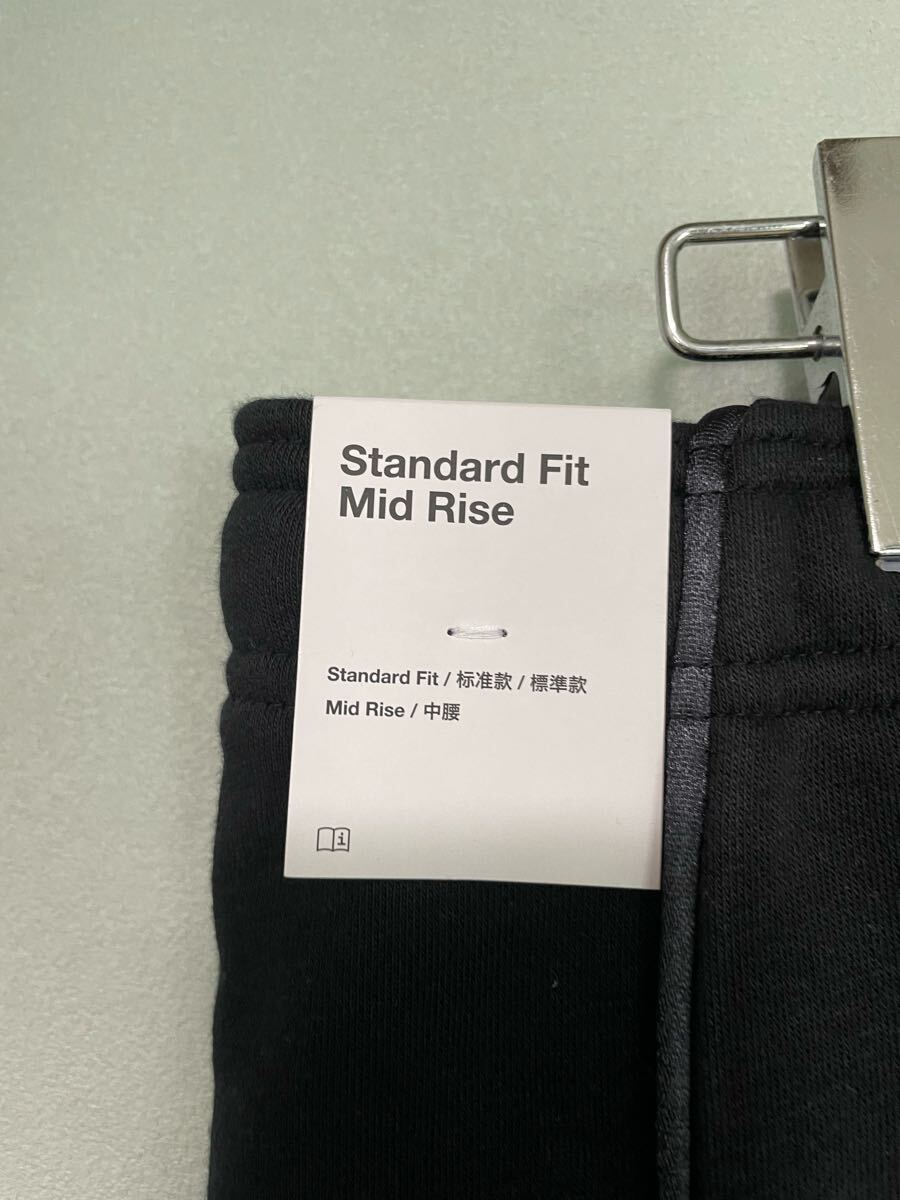 Standard Fit
Mid Rise
Standard Fit / 标准款 / 標準款
Mid Rise / 中腰
i